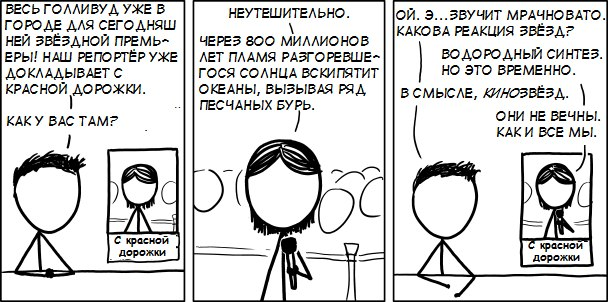 ВЕСЬ ГОЛЛИВУД УЖЕ В
ГОРОДЕ ДЛЯ СЕГОДНЯШ
НЕЙ ЗВЁЗДНОЙ ПРЕМЬ-
ЕРЫ! НАШ РЕПОРТЁР УЖЕ
ДОКЛАДЫВАЕТ С
КРАСНОЙ ДОРОЖКИ.
КАК У ВАС ТАМ?
С красной
дорожки
НЕУТЕШИТЕЛЬНО.
ЧЕРЕЗ 800 МИЛЛИОНОВ
ЛЕТ ПЛАМЯ РАЗГОРЕВШЕ-
ГОСЯ СОЛНЦА ВСКИПЯТИТ
ОКЕАНЫ, ВЫЗЫВАЯ РЯД
ПЕСЧАНЫХ БУРЬ.
ОЙ. Э...ЗВУЧИТ МРАЧНОВАТО.
КАКОВА РЕАКЦИЯ ЗВЁЗД?
ВОДОРОДНЫЙ СИНТЕЗ.
НО ЭТО ВРЕМЕННО.
В СМЫСЛЕ, КИНОЗВЁЗД.
ОНИ НЕ ВЕЧНЫ.
КАК И ВСЕ МЫ.
С красной
дорожки